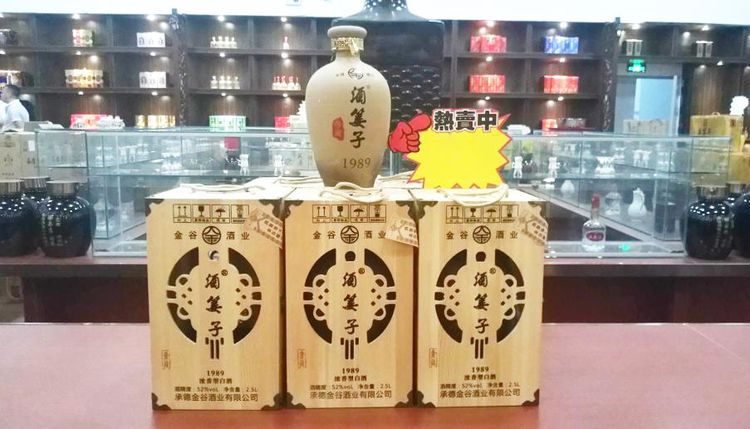 酒篓子
1989
熱賣中
金谷 酒业
酒篓子®
1989
浓香型白酒
酒精度: 52%vol 净含量: 2.5L
承德金谷酒业有限公司
金谷 酒业
酒篓子®
1989
浓香型白酒
酒精度: 52%vol 净含量: 2.5L
承德金谷酒业有限公司
金谷 酒业
酒篓子®
1989
浓香型白酒
酒精度: 52%vol 净含量: 2.5L
承德金谷酒业有限公司